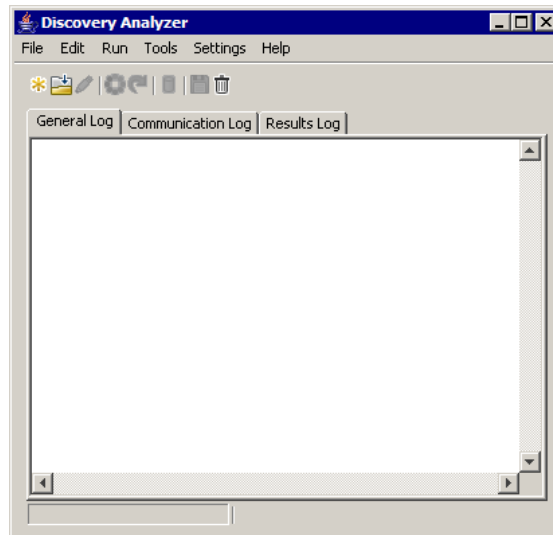 Discovery Analyzer
File Edit Run Tools Settings Help
General Log Communication Log Results Log